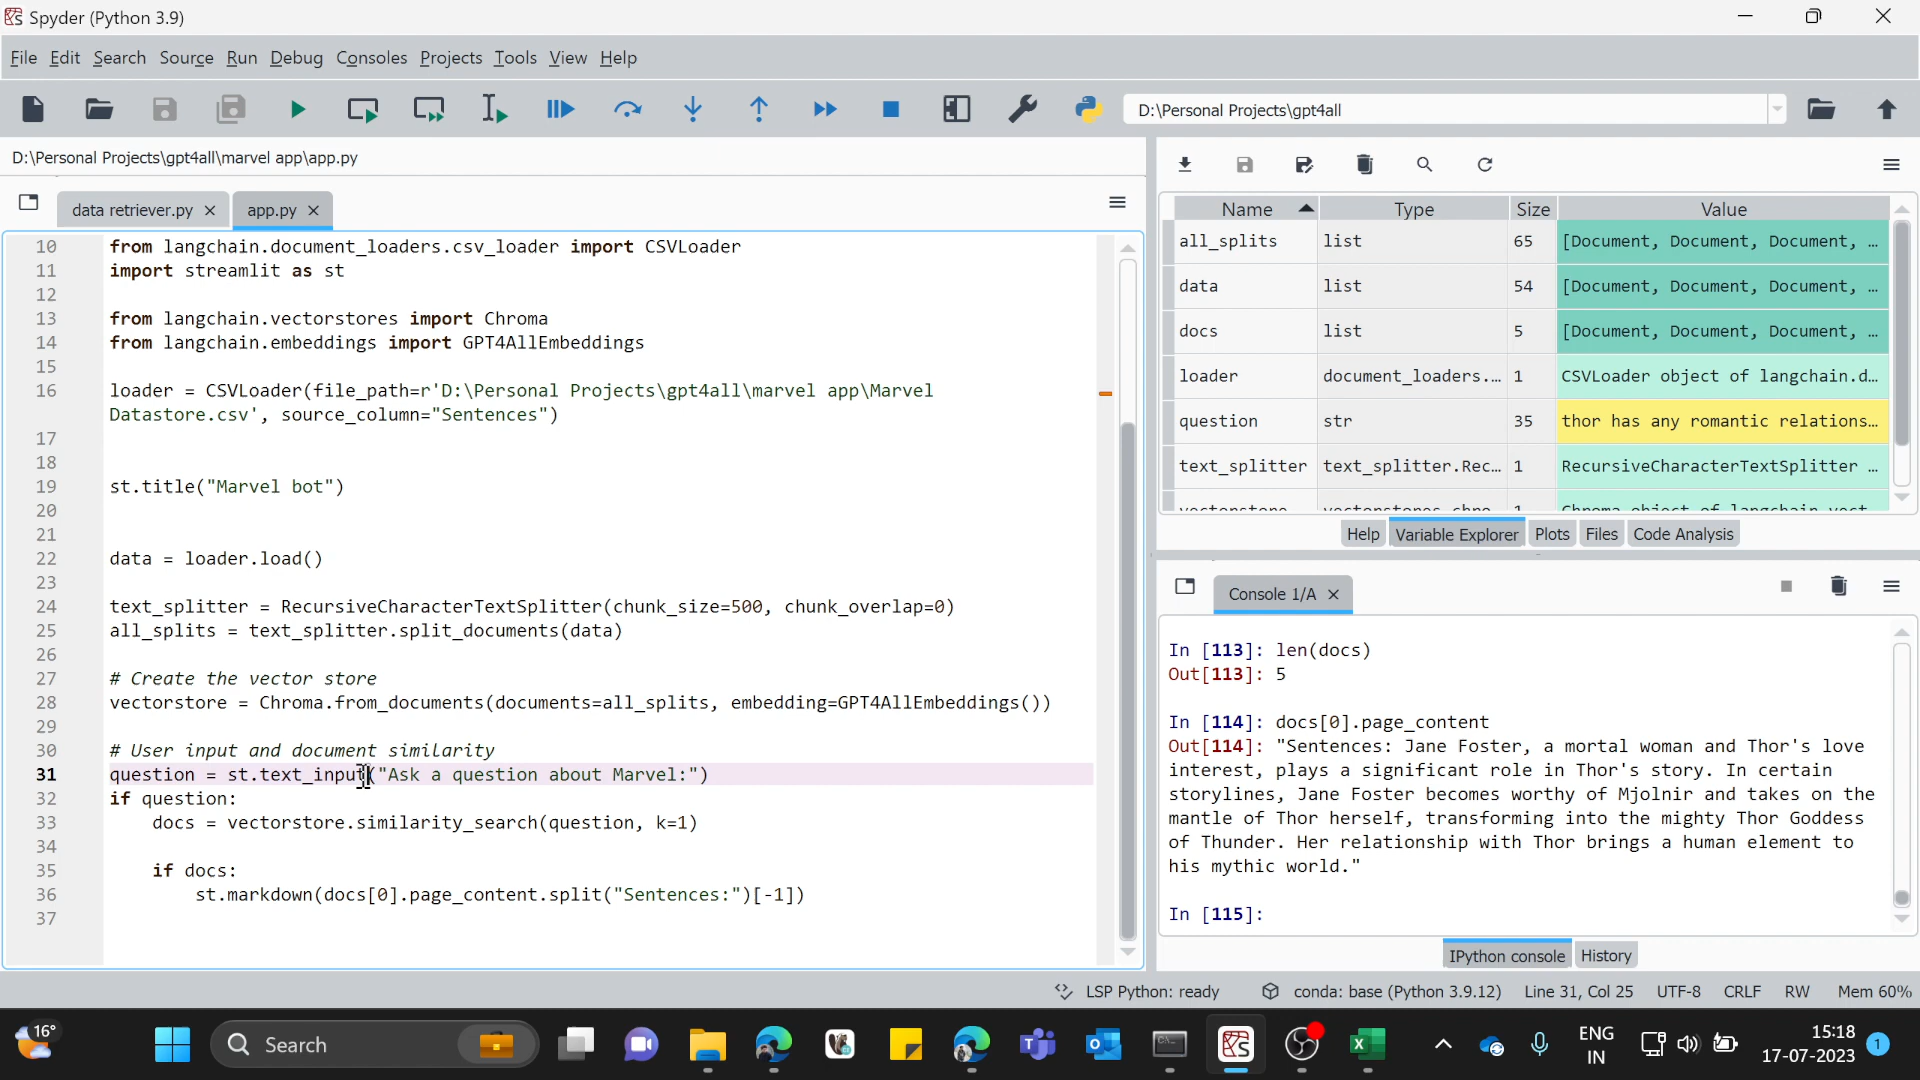 Spyder (Python 3.9)
File Edit Search Source Run Debug Consoles Projects Tools View Help
D:\Personal Projects\gpt4all
D:\Personal Projects\gpt4all\marvel app\app.py
data retriever.py app.py
10 from langchain.document_loaders.csv_loader import CSVLoader
11 import streamlit as st
12
13 from langchain.vectorstores import Chroma
14 from langchain.embeddings import GPT4AllEmbeddings
15
16 loader = CSVLoader(file_path=r'D:\Personal Projects\gpt4all\marvel app\Marvel
Datastore.csv', source_column="Sentences")
17
18
19 st.title("Marvel bot")
20
21
22 data = loader.load()
23
24 text_splitter = RecursiveCharacterTextSplitter(chunk_size=500, chunk_overlap=0)
25 all_splits = text_splitter.split_documents(data)
26
27 # Create the vector store
28 vectorstore = Chroma.from_documents(documents=all_splits, embedding=GPT4AllEmbeddings())
29
30 # User input and document similarity
31 question = st.text_input("Ask a question about Marvel:")
32 if question:
33 docs = vectorstore.similarity_search(question, k=1)
34
35 if docs:
36 st.markdown(docs[0].page_content.split("Sentences:")[-1])
37
Name Type Size Value
all_splits list 65 [Document, Document, Document, …
data list 54 [Document, Document, Document, …
docs list 5 [Document, Document, Document, …
loader document_loaders.… 1 CSVLoader object of langchain.d…
question str 35 thor has any romantic relations…
text_splitter text_splitter.Rec… 1 RecursiveCharacterTextSplitter …
Help Variable Explorer Plots Files Code Analysis
Console 1/A
In [113]: len(docs)
Out[113]: 5
In [114]: docs[0].page_content
Out[114]: "Sentences: Jane Foster, a mortal woman and Thor's love
interest, plays a significant role in Thor's story. In certain
storylines, Jane Foster becomes worthy of Mjolnir and takes on the
mantle of Thor herself, transforming into the mighty Thor Goddess
of Thunder. Her relationship with Thor brings a human element to
his mythic world."
In [115]:
IPython console History
LSP Python: ready conda: base (Python 3.9.12) Line 31, Col 25 UTF-8 CRLF RW Mem 60%
16° Search ENG 15:18
IN 17-07-2023 1